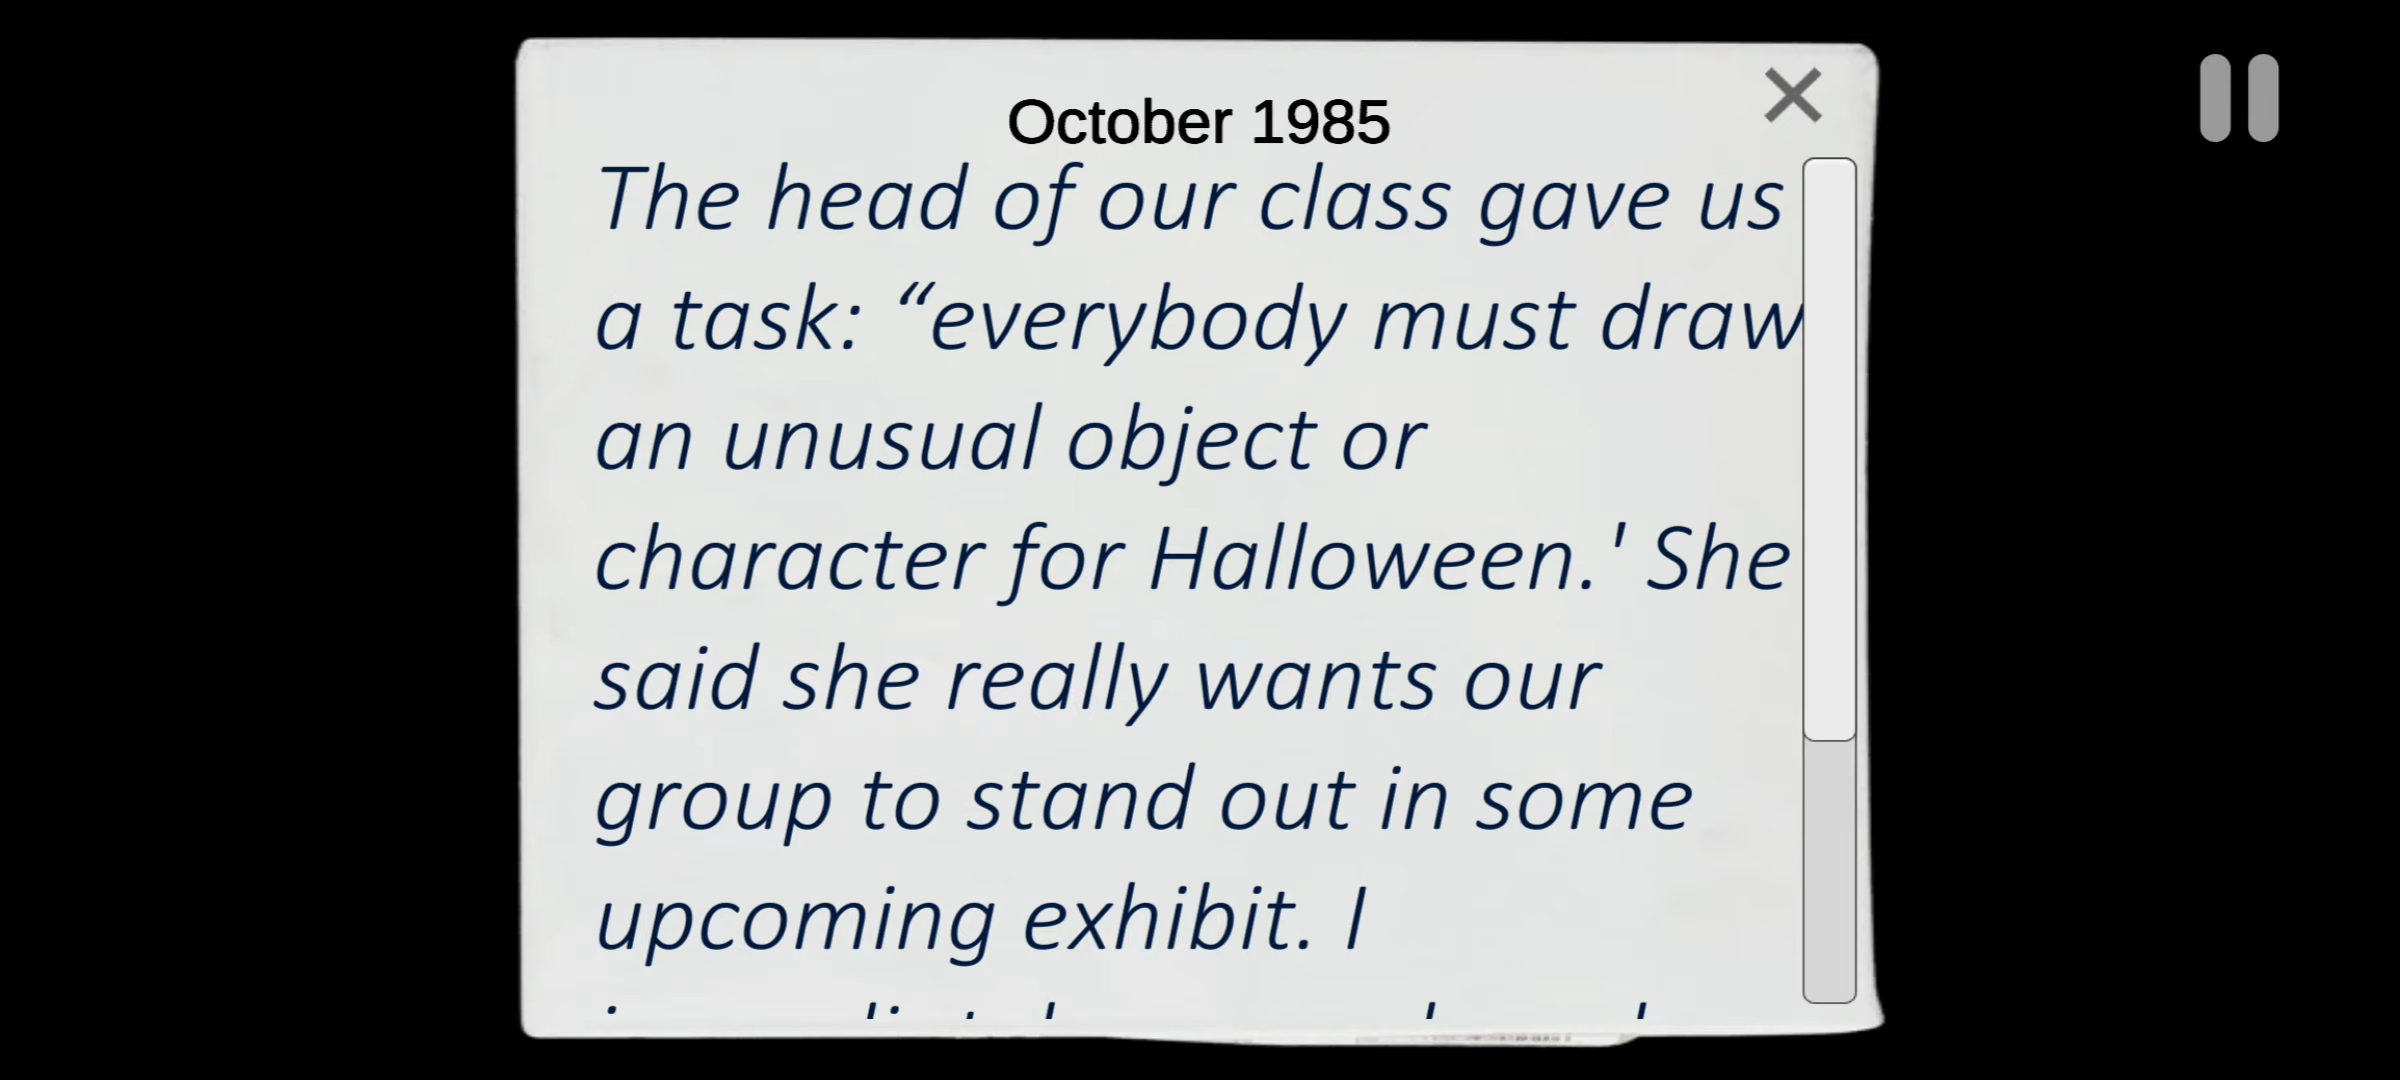 October 1985
The head of our class gave us
a task: “everybody must draw
an unusual object or
character for Halloween.' She
said she really wants our
group to stand out in some
upcoming exhibit. I